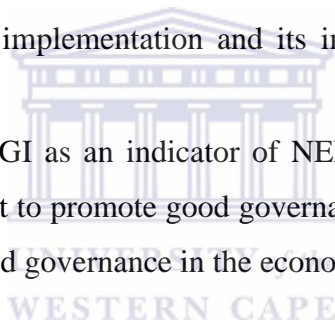 implementation and its i
GI as an indicator of NE
t to promote good governa
d governance in the econo
UNIVERSITY of the
WESTERN CAPE